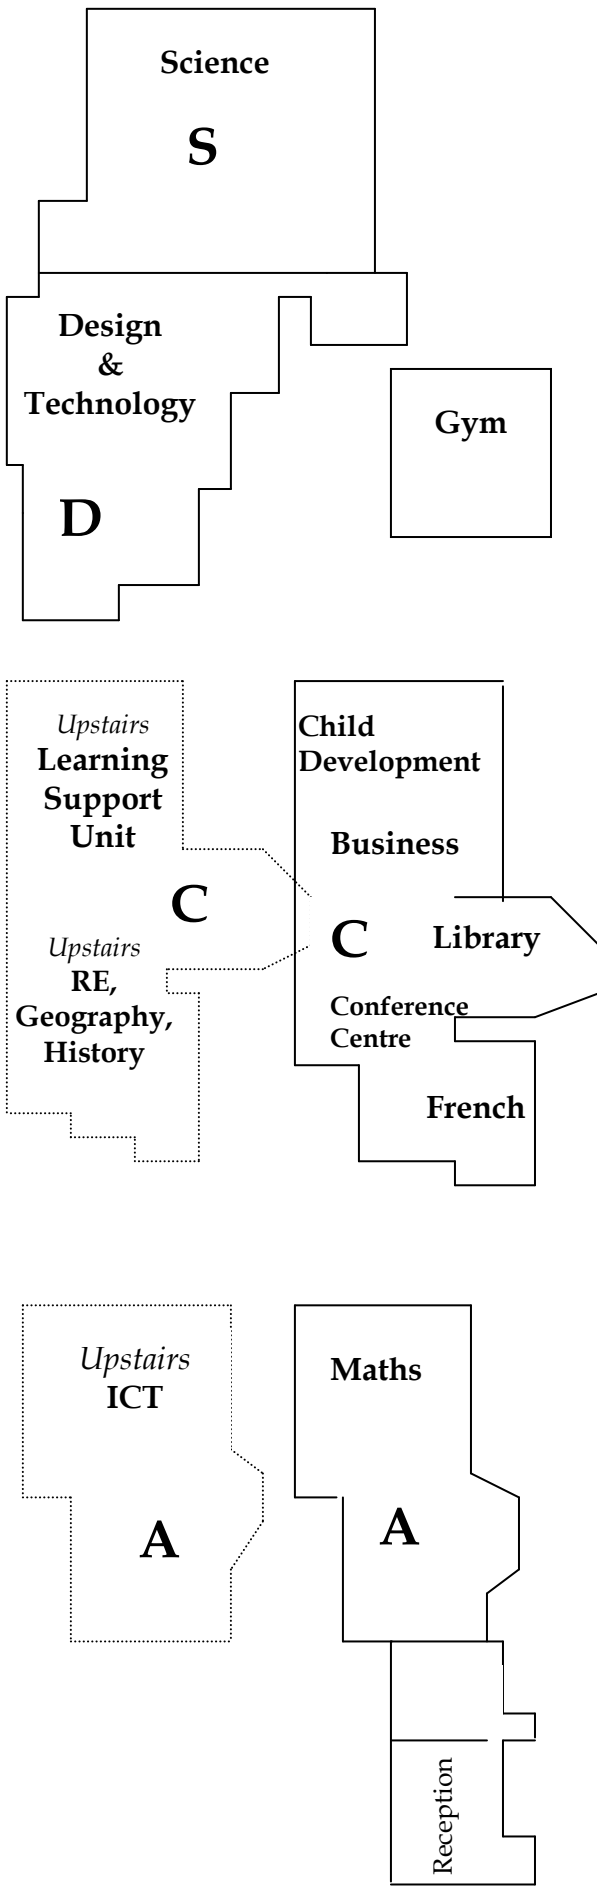 Science
S
Design
&
Technology
D
Gym
Upstairs
Learning
Support
Unit
C
Upstairs
RE,
Geography,
History
Child
Development
Business
C
Library
Conference
Centre
French
Upstairs
ICT
A
Maths
A
Reception